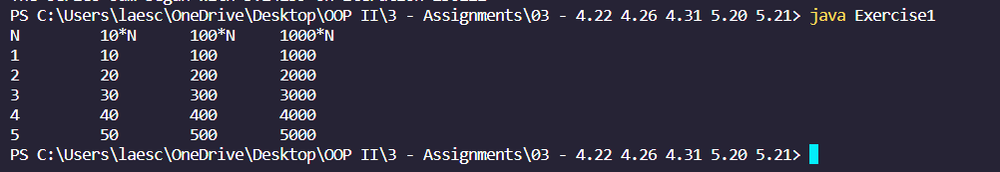 PS C:\Users\laesc\OneDrive\Desktop\OOP II\3 - Assignments\03 - 4.22 4.26 4.31 5.20 5.21> java Exercise1
N 10*N 100*N 1000*N
1 10 100 1000
2 20 200 2000
3 30 300 3000
4 40 400 4000
5 50 500 5000
PS C:\Users\laesc\OneDrive\Desktop\OOP II\3 - Assignments\03 - 4.22 4.26 4.31 5.20 5.21>